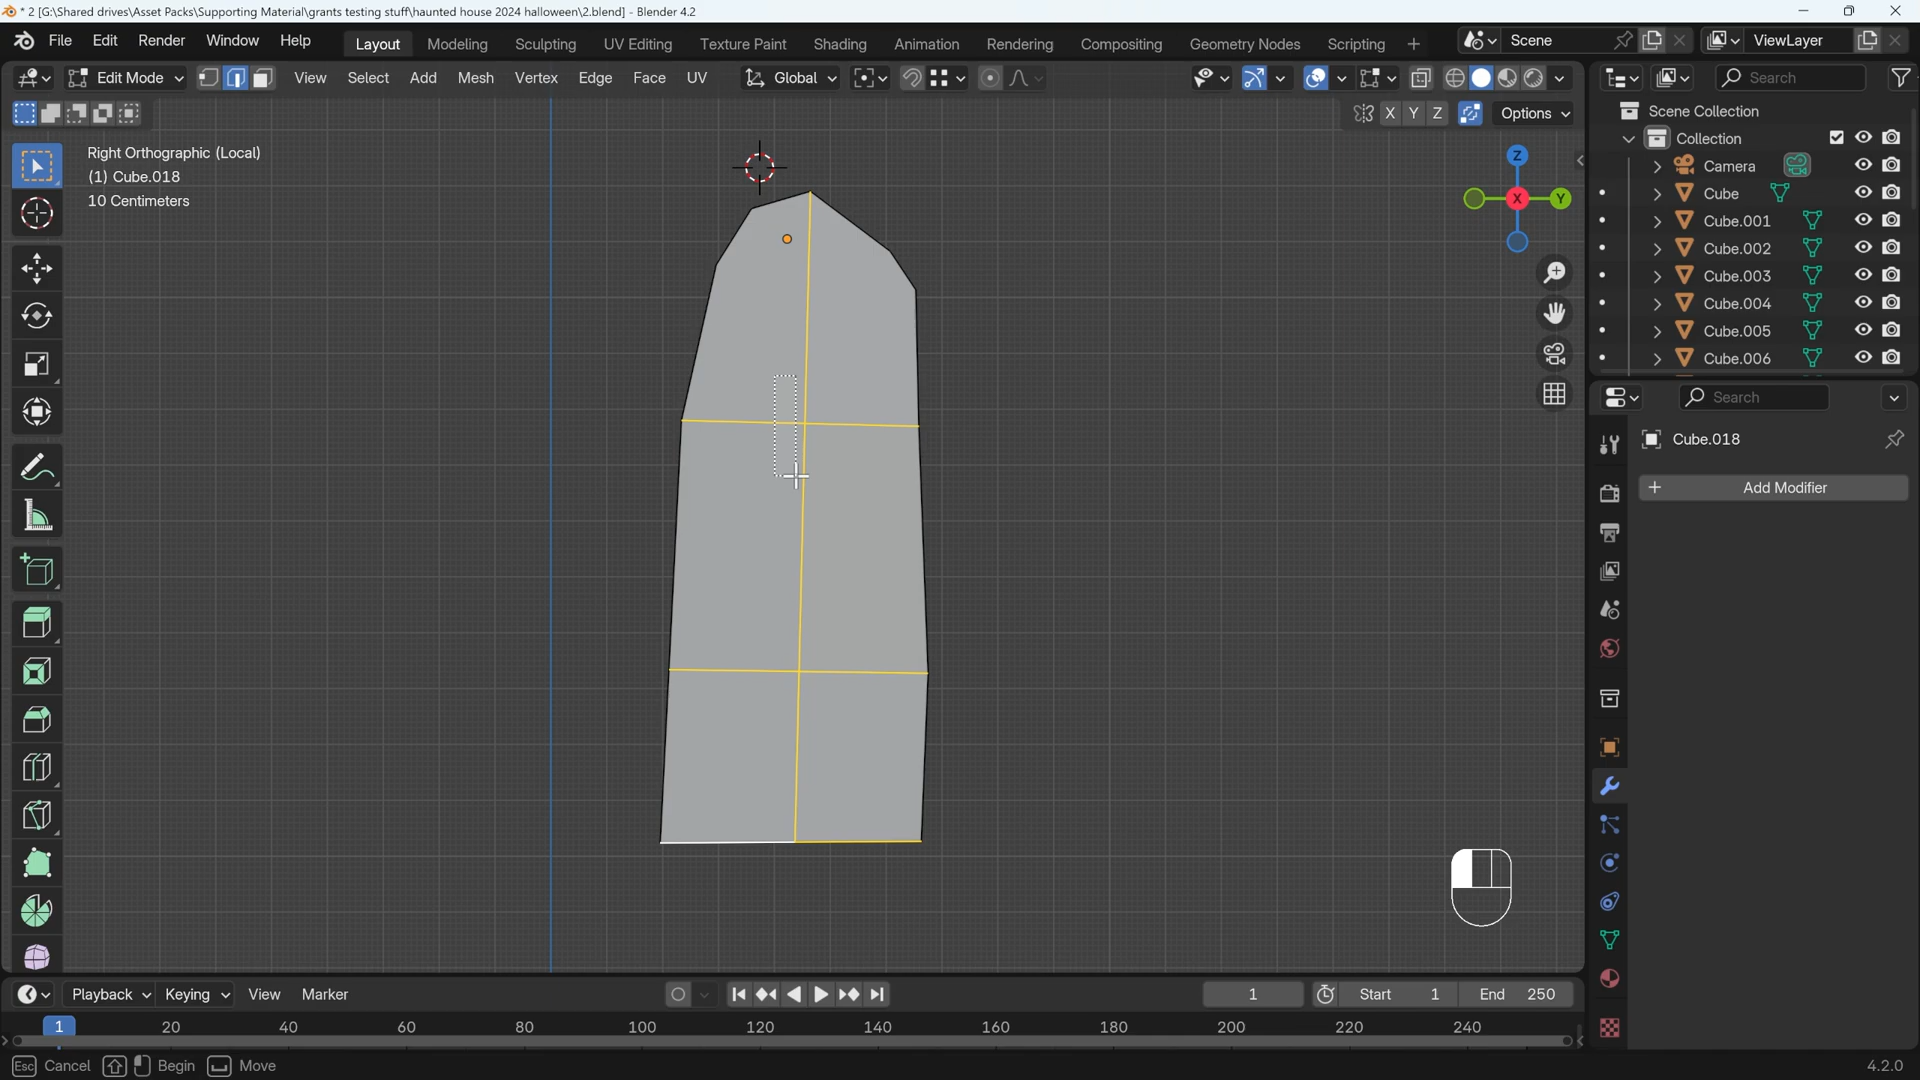 * 2 [G:\Shared drives\Asset Packs\Supporting Material\grants testing stuff\haunted house 2024 halloween\2.blend] - Blender 4.2
File Edit Render Window Help Layout Modeling Sculpting UV Editing Texture Paint Shading Animation Rendering Compositing Geometry Nodes Scripting + Scene ViewLayer
Edit Mode View Select Add Mesh Vertex Edge Face UV Global Search
X Y Z Options
Scene Collection
Collection
Camera
Cube
Cube.001
Cube.002
Cube.003
Cube.004
Cube.005
Cube.006
Right Orthographic (Local)
(1) Cube.018
10 Centimeters
Z
X
Y
Search
Cube.018
+ Add Modifier
Playback Keying View Marker 1 Start 1 End 250
1 20 40 60 80 100 120 140 160 180 200 220 240
Esc Cancel Begin Move 4.2.0